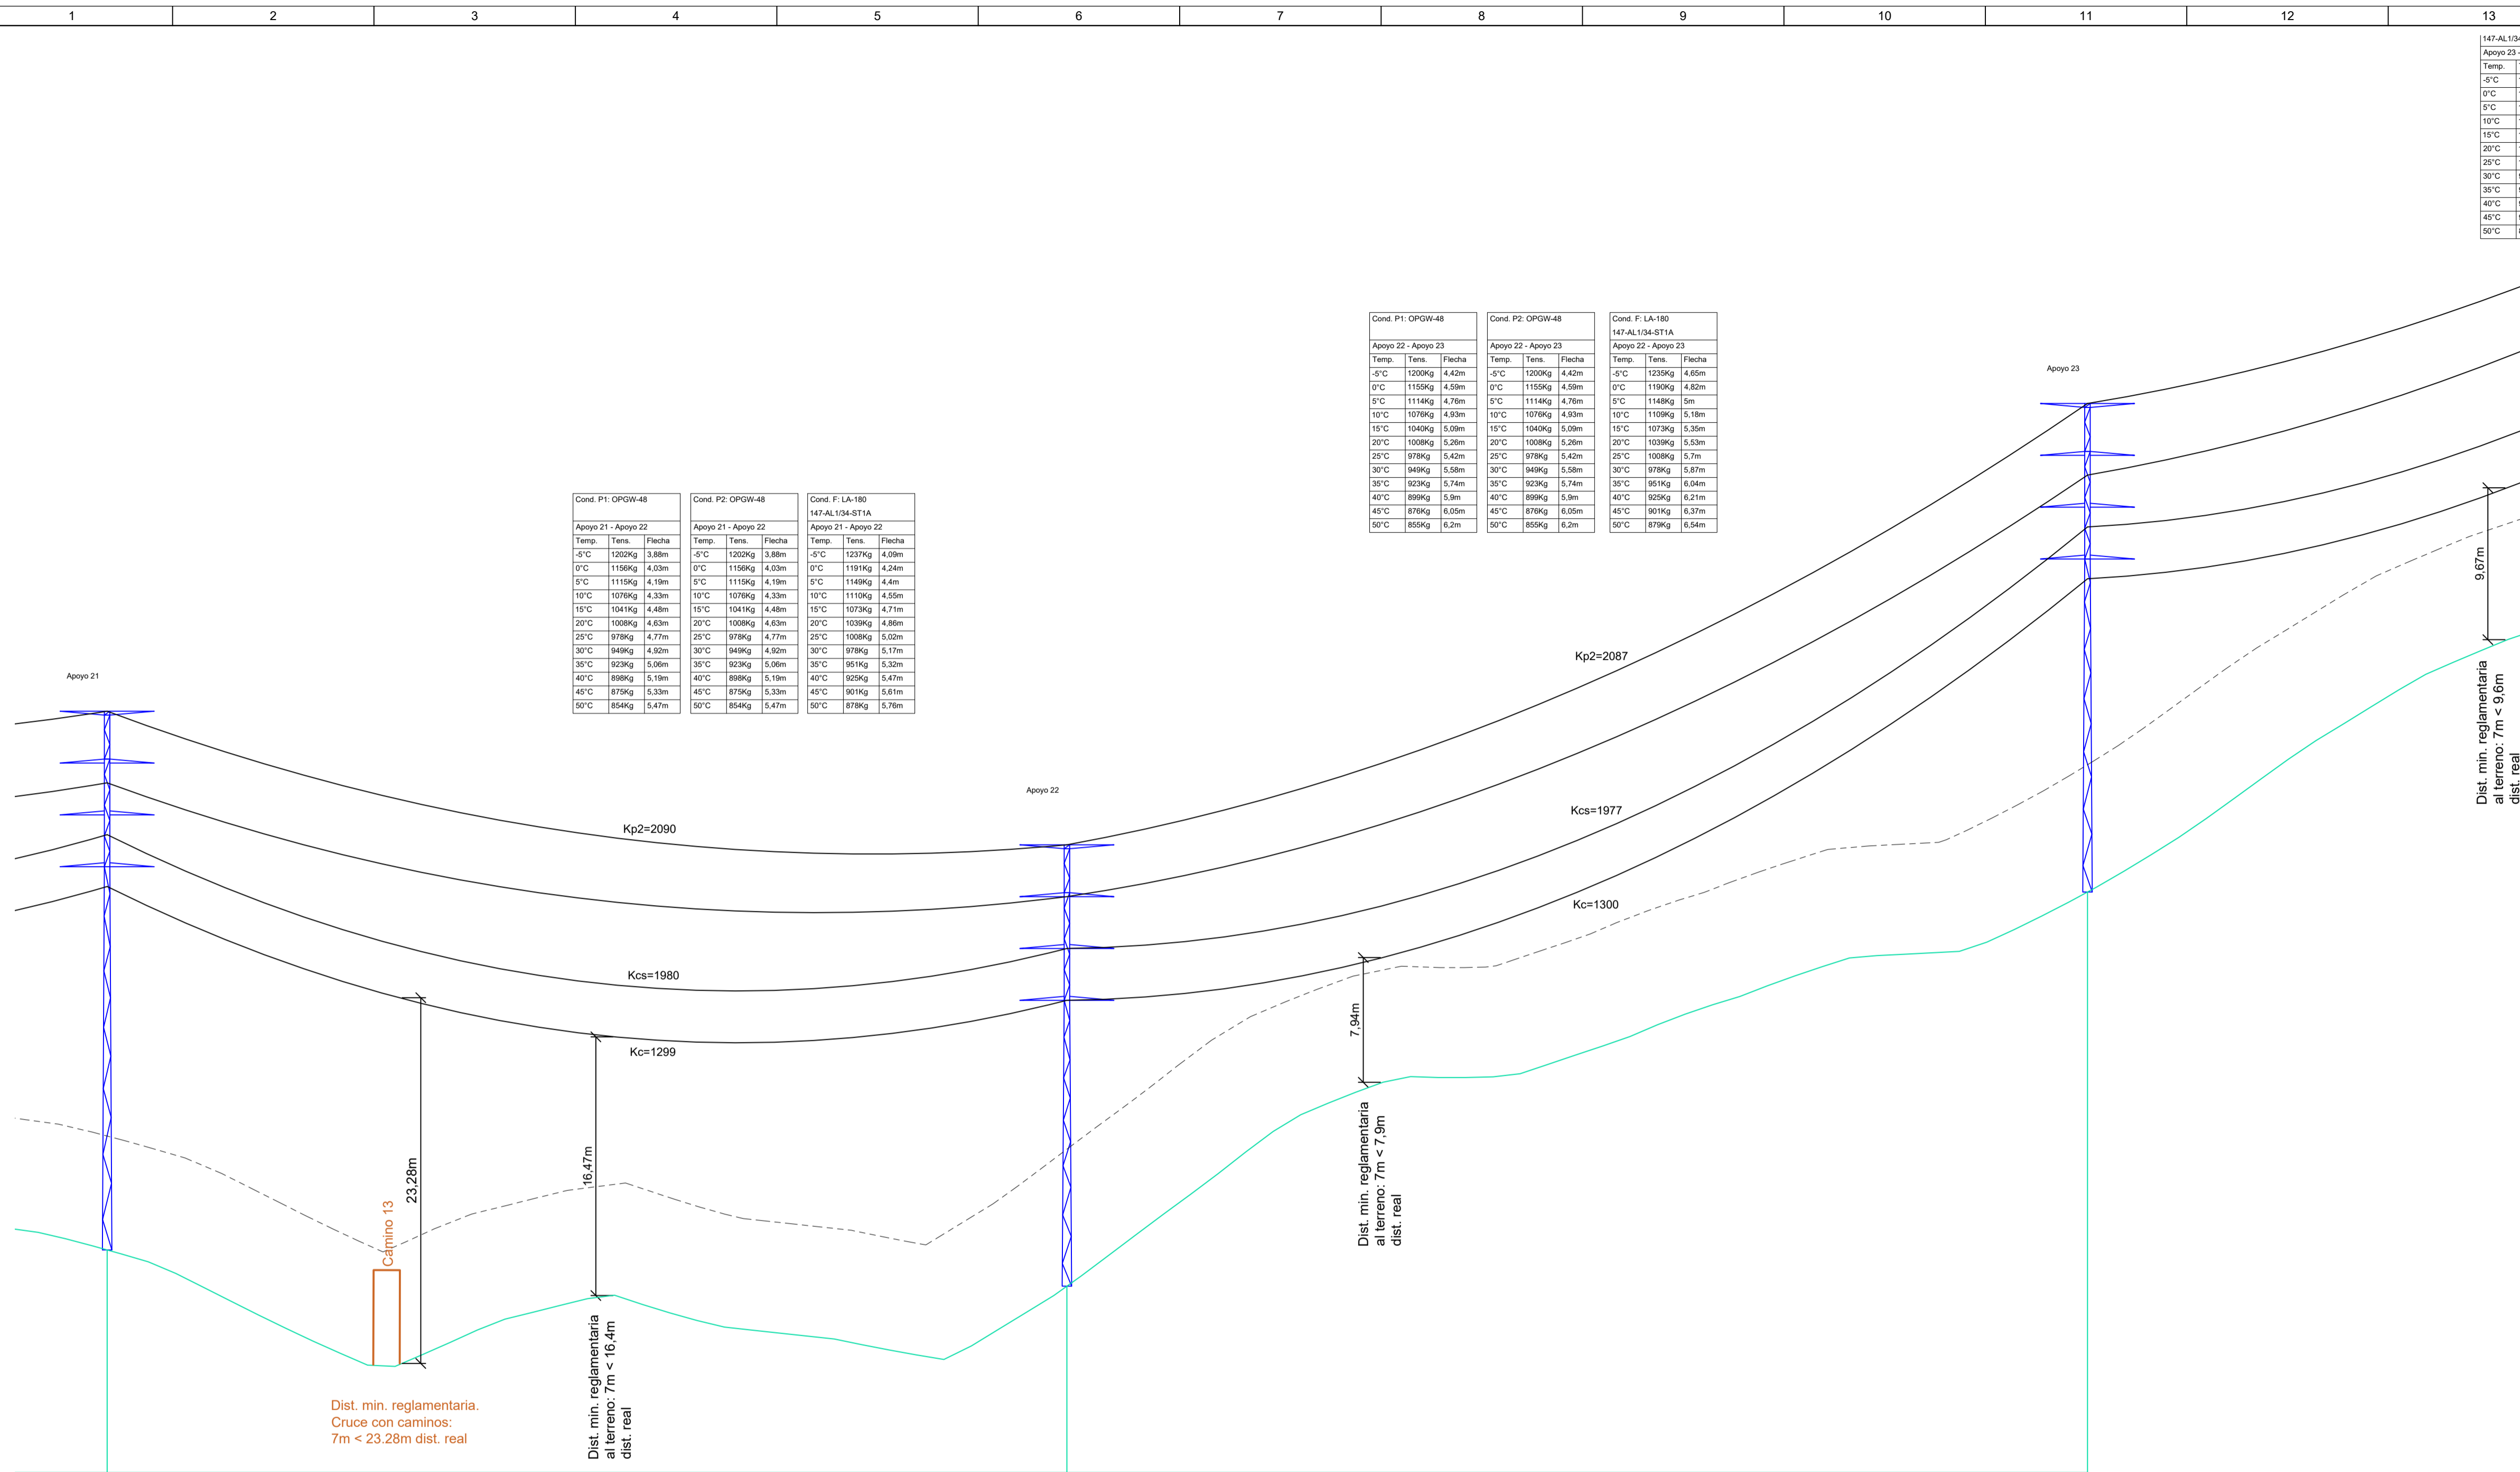 1 2 3 4 5 6 7 8 9 10 11 12 13
147-AL1/34
Apoyo 23 -
Temp.
-5°C
0°C
5°C
10°C
15°C
20°C
25°C
30°C
35°C
40°C
45°C
50°C
Cond. P1: OPGW-48
Apoyo 22 - Apoyo 23
Temp. Tens. Flecha
-5°C 1200Kg 4,42m
0°C 1155Kg 4,59m
5°C 1114Kg 4,76m
10°C 1076Kg 4,93m
15°C 1040Kg 5,09m
20°C 1008Kg 5,26m
25°C 978Kg 5,42m
30°C 949Kg 5,58m
35°C 923Kg 5,74m
40°C 899Kg 5,9m
45°C 876Kg 6,05m
50°C 855Kg 6,2m
Cond. P2: OPGW-48
Apoyo 22 - Apoyo 23
Temp. Tens. Flecha
-5°C 1200Kg 4,42m
0°C 1155Kg 4,59m
5°C 1114Kg 4,76m
10°C 1076Kg 4,93m
15°C 1040Kg 5,09m
20°C 1008Kg 5,26m
25°C 978Kg 5,42m
30°C 949Kg 5,58m
35°C 923Kg 5,74m
40°C 899Kg 5,9m
45°C 876Kg 6,05m
50°C 855Kg 6,2m
Cond. F: LA-180
147-AL1/34-ST1A
Apoyo 22 - Apoyo 23
Temp. Tens. Flecha
-5°C 1235Kg 4,65m
0°C 1190Kg 4,82m
5°C 1148Kg 5m
10°C 1109Kg 5,18m
15°C 1073Kg 5,35m
20°C 1039Kg 5,53m
25°C 1008Kg 5,7m
30°C 978Kg 5,87m
35°C 951Kg 6,04m
40°C 925Kg 6,21m
45°C 901Kg 6,37m
50°C 879Kg 6,54m
Apoyo 23
Cond. P1: OPGW-48
Apoyo 21 - Apoyo 22
Temp. Tens. Flecha
-5°C 1202Kg 3,88m
0°C 1156Kg 4,03m
5°C 1115Kg 4,19m
10°C 1076Kg 4,33m
15°C 1041Kg 4,48m
20°C 1008Kg 4,63m
25°C 978Kg 4,77m
30°C 949Kg 4,92m
35°C 923Kg 5,06m
40°C 898Kg 5,19m
45°C 875Kg 5,33m
50°C 854Kg 5,47m
Cond. P2: OPGW-48
Apoyo 21 - Apoyo 22
Temp. Tens. Flecha
-5°C 1202Kg 3,88m
0°C 1156Kg 4,03m
5°C 1115Kg 4,19m
10°C 1076Kg 4,33m
15°C 1041Kg 4,48m
20°C 1008Kg 4,63m
25°C 978Kg 4,77m
30°C 949Kg 4,92m
35°C 923Kg 5,06m
40°C 898Kg 5,19m
45°C 875Kg 5,33m
50°C 854Kg 5,47m
Cond. F: LA-180
147-AL1/34-ST1A
Apoyo 21 - Apoyo 22
Temp. Tens. Flecha
-5°C 1237Kg 4,09m
0°C 1191Kg 4,24m
5°C 1149Kg 4,4m
10°C 1110Kg 4,55m
15°C 1073Kg 4,71m
20°C 1039Kg 4,86m
25°C 1008Kg 5,02m
30°C 978Kg 5,17m
35°C 951Kg 5,32m
40°C 925Kg 5,47m
45°C 901Kg 5,61m
50°C 878Kg 5,76m
Apoyo 21
Apoyo 22
Kp2=2087
Kp2=2090
Kcs=1977
Kc=1300
Kcs=1980
Kc=1299
9,67m
Dist. min. reglamentaria
al terreno: 7m < 9,6m
dist. real
7,94m
Dist. min. reglamentaria
al terreno: 7m < 7,9m
dist. real
16,47m
Dist. min. reglamentaria
al terreno: 7m < 16,4m
dist. real
23,28m
Camino 13
Dist. min. reglamentaria.
Cruce con caminos:
7m < 23.28m dist. real